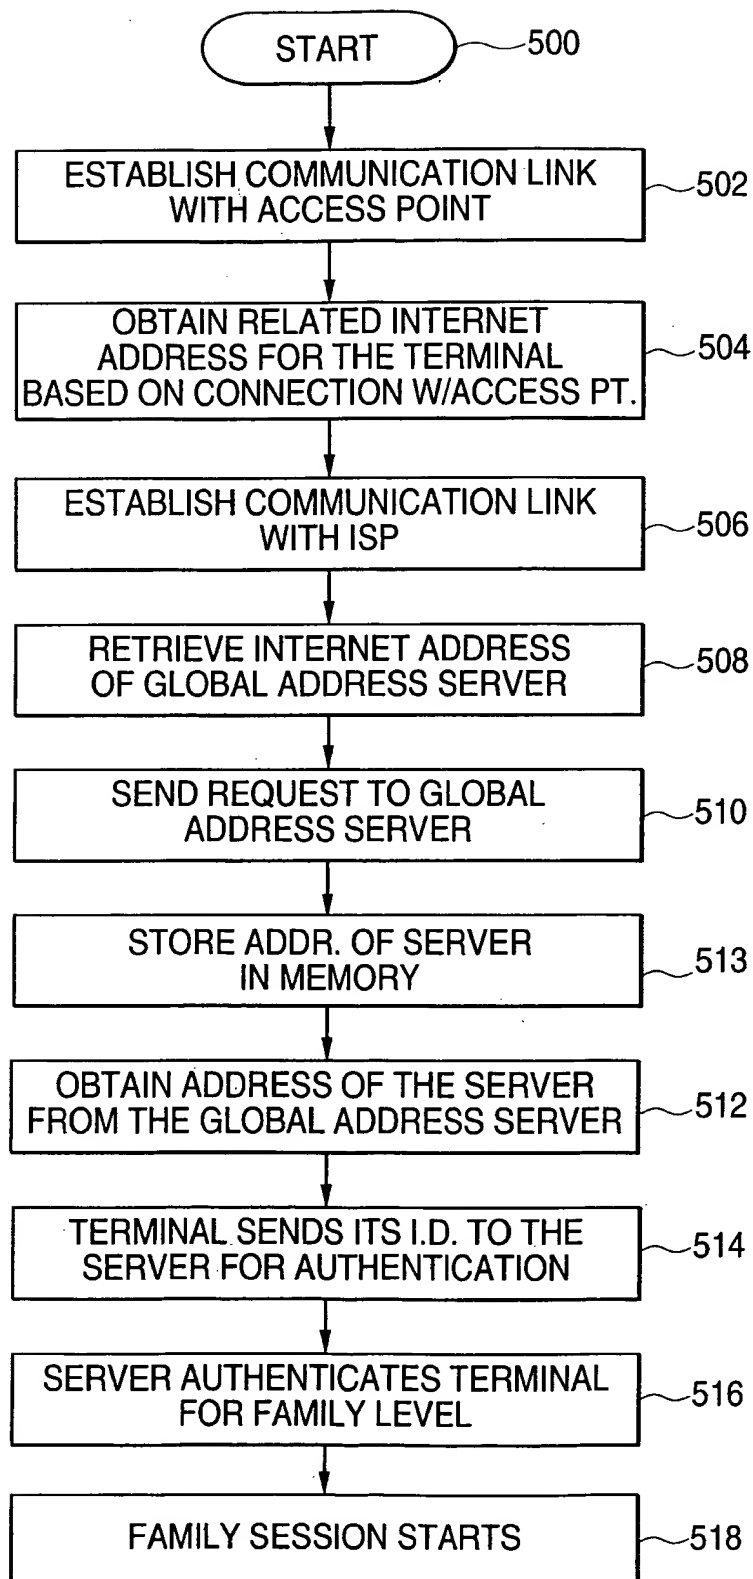 START
500
ESTABLISH COMMUNICATION LINK
WITH ACCESS POINT
502
OBTAIN RELATED INTERNET
ADDRESS FOR THE TERMINAL
BASED ON CONNECTION W/ACCESS PT.
504
ESTABLISH COMMUNICATION LINK
WITH ISP
506
RETRIEVE INTERNET ADDRESS
OF GLOBAL ADDRESS SERVER
508
SEND REQUEST TO GLOBAL
ADDRESS SERVER
510
STORE ADDR. OF SERVER
IN MEMORY
513
OBTAIN ADDRESS OF THE SERVER
FROM THE GLOBAL ADDRESS SERVER
512
TERMINAL SENDS ITS I.D. TO THE
SERVER FOR AUTHENTICATION
514
SERVER AUTHENTICATES TERMINAL
FOR FAMILY LEVEL
516
FAMILY SESSION STARTS
518